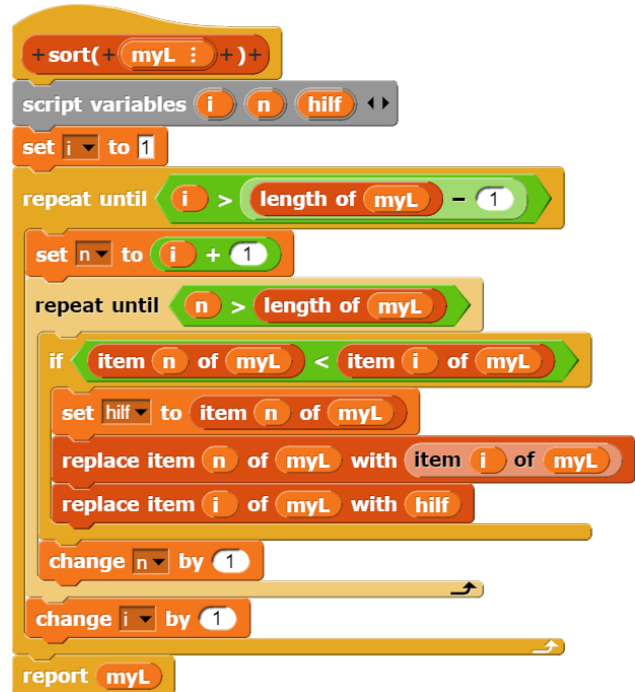 + sort( + myL ⋮ + ) +
script variables i n hilf
set i to 1
repeat until i > length of myL - 1
set n to i + 1
repeat until n > length of myL
if item n of myL < item i of myL
set hilf to item n of myL
replace item n of myL with item i of myL
replace item i of myL with hilf
change n by 1
change i by 1
report myL